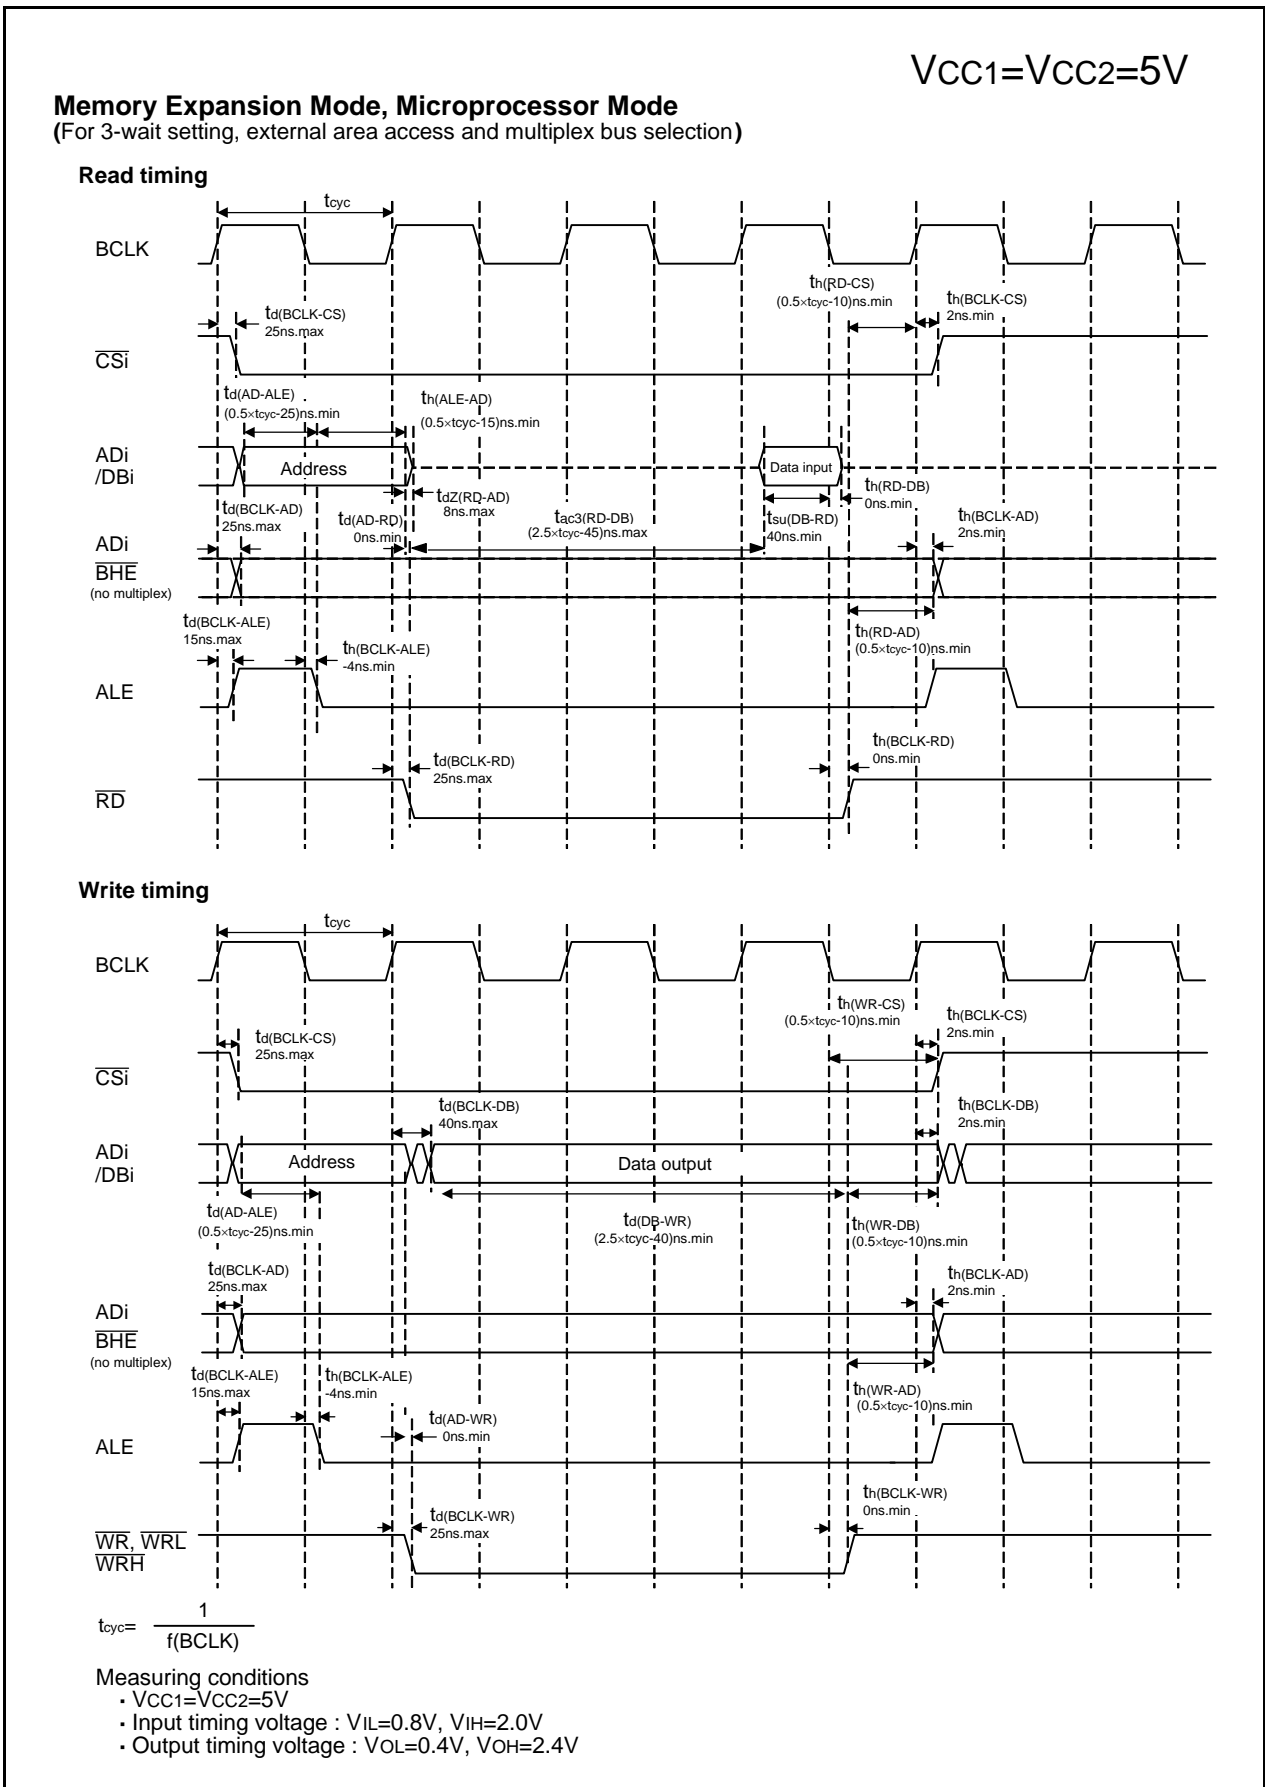 VCC1=VCC2=5V
Memory Expansion Mode, Microprocessor Mode
(For 3-wait setting, external area access and multiplex bus selection)
Read timing
tcyc
BCLK
th(RD-CS)
(0.5×tcyc-10)ns.min
th(BCLK-CS)
2ns.min
td(BCLK-CS)
25ns.max
CSi
td(AD-ALE)
(0.5×tcyc-25)ns.min
th(ALE-AD)
(0.5×tcyc-15)ns.min
ADi
/DBi
Address
Data input
td(BCLK-AD)
25ns.max
td(AD-RD)
0ns.min
tdZ(RD-AD)
8ns.max
tac3(RD-DB)
(2.5×tcyc-45)ns.max
tsu(DB-RD)
40ns.min
th(RD-DB)
0ns.min
th(BCLK-AD)
2ns.min
ADi
BHE
(no multiplex)
td(BCLK-ALE)
15ns.max
th(BCLK-ALE)
-4ns.min
th(RD-AD)
(0.5×tcyc-10)ns.min
ALE
td(BCLK-RD)
25ns.max
th(BCLK-RD)
0ns.min
RD
Write timing
tcyc
BCLK
th(WR-CS)
(0.5×tcyc-10)ns.min
th(BCLK-CS)
2ns.min
td(BCLK-CS)
25ns.max
CSi
td(BCLK-DB)
40ns.max
th(BCLK-DB)
2ns.min
ADi
/DBi
Address
Data output
td(AD-ALE)
(0.5×tcyc-25)ns.min
td(DB-WR)
(2.5×tcyc-40)ns.min
th(WR-DB)
(0.5×tcyc-10)ns.min
td(BCLK-AD)
25ns.max
th(BCLK-AD)
2ns.min
ADi
BHE
(no multiplex)
td(BCLK-ALE)
15ns.max
th(BCLK-ALE)
-4ns.min
th(WR-AD)
(0.5×tcyc-10)ns.min
td(AD-WR)
0ns.min
ALE
td(BCLK-WR)
25ns.max
th(BCLK-WR)
0ns.min
WR, WRL
WRH
tcyc= 1
f(BCLK)
Measuring conditions
· VCC1=VCC2=5V
· Input timing voltage : VIL=0.8V, VIH=2.0V
· Output timing voltage : VOL=0.4V, VOH=2.4V